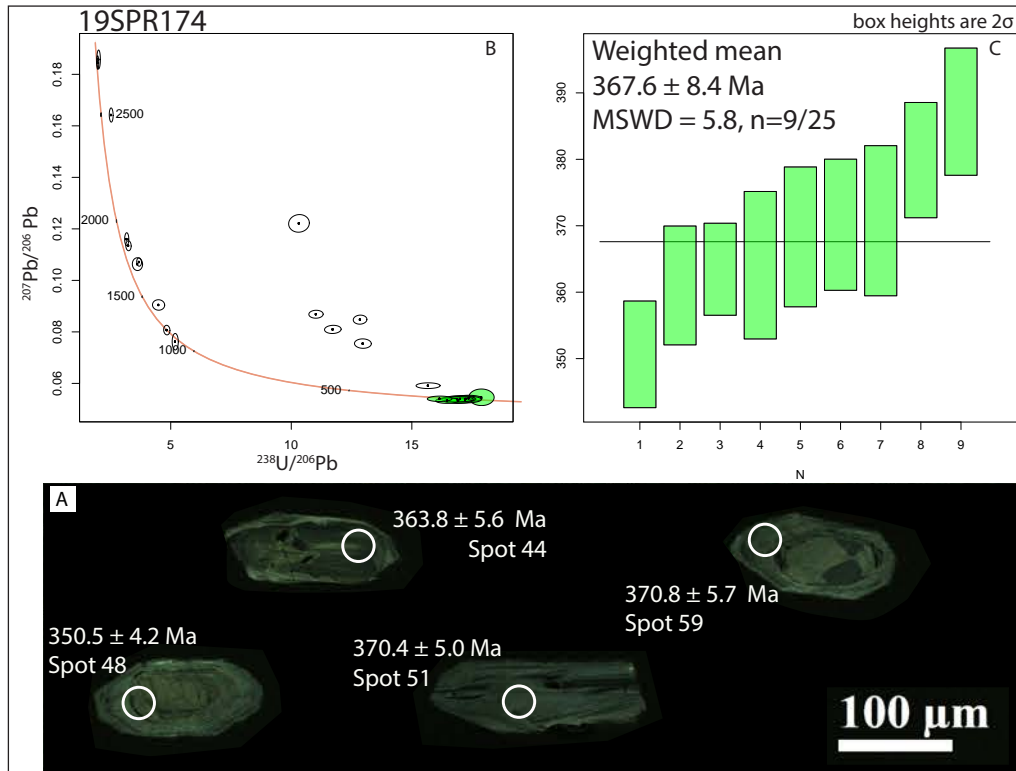 19SPR174
box heights are 2σ
B
0.18
0.16
0.14
0.12
0.10
0.08
0.06
2500
2000
1500
1000
500
5
10
15
²⁰⁷Pb/²⁰⁶ Pb
²³⁸U/²⁰⁶Pb
C
Weighted mean
367.6 ± 8.4 Ma
MSWD = 5.8, n=9/25
390
380
370
360
350
1 2 3 4 5 6 7 8 9
N
A
363.8 ± 5.6 Ma
Spot 44
370.8 ± 5.7 Ma
Spot 59
350.5 ± 4.2 Ma
Spot 48
370.4 ± 5.0 Ma
Spot 51
100 μm